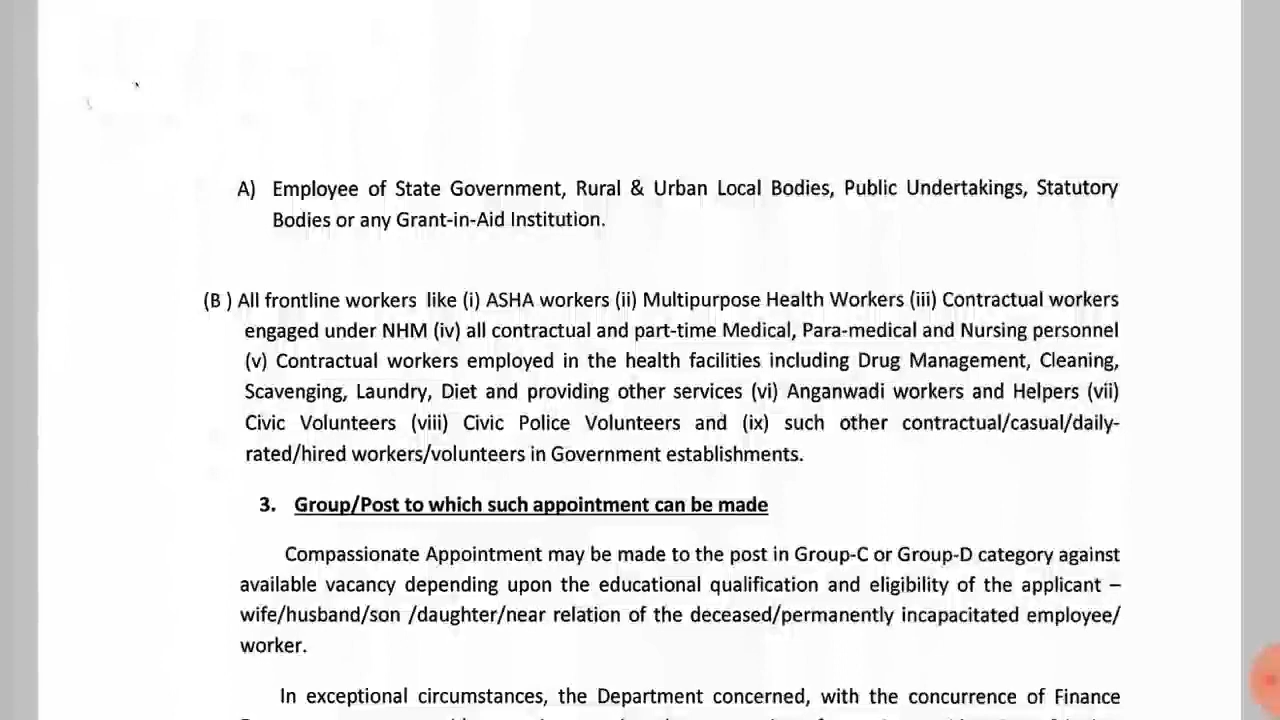 A) Employee of State Government, Rural & Urban Local Bodies, Public Undertakings, Statutory
Bodies or any Grant-in-Aid Institution.
(B ) All frontline workers like (i) ASHA workers (ii) Multipurpose Health Workers (iii) Contractual workers
engaged under NHM (iv) all contractual and part-time Medical, Para-medical and Nursing personnel
(v) Contractual workers employed in the health facilities including Drug Management, Cleaning,
Scavenging, Laundry, Diet and providing other services (vi) Anganwadi workers and Helpers (vii)
Civic Volunteers (viii) Civic Police Volunteers and (ix) such other contractual/casual/daily-
rated/hired workers/volunteers in Government establishments.
3. Group/Post to which such appointment can be made
Compassionate Appointment may be made to the post in Group-C or Group-D category against
available vacancy depending upon the educational qualification and eligibility of the applicant –
wife/husband/son /daughter/near relation of the deceased/permanently incapacitated employee/
worker.
In exceptional circumstances, the Department concerned, with the concurrence of Finance